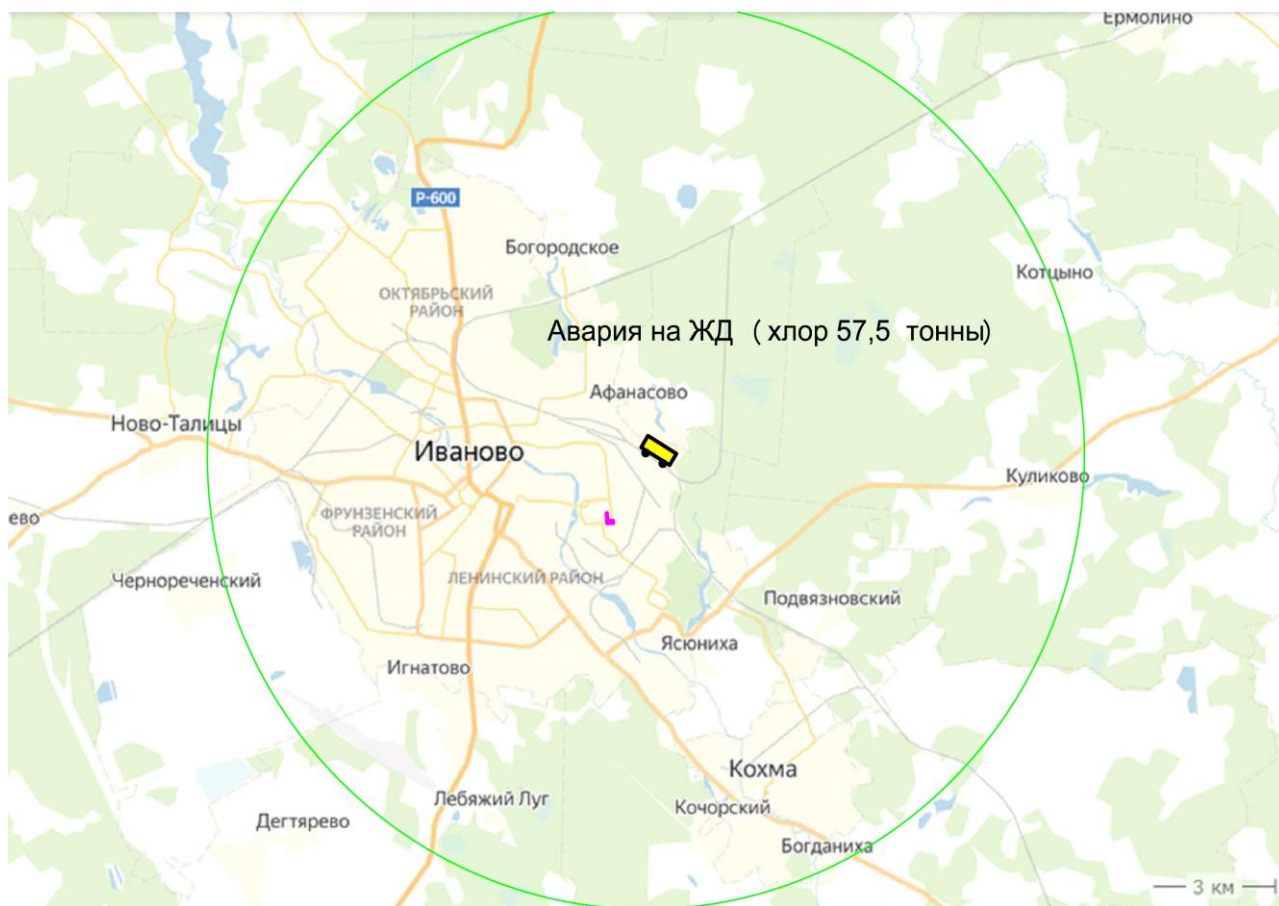 Ермолино
Р-600
Богородское
Котцыно
ОКТЯБРЬСКИЙ
РАЙОН
Авария на ЖД ( хлор 57,5 тонны)
Афанасово
Ново-Талицы
Иваново
Куликово
ФРУНЗЕНСКИЙ
РАЙОН
ево
Чернореченский
ЛЕНИНСКИЙ РАЙОН
Подвязновский
Ясюниха
Игнатово
Кохма
Лебяжий Луг
Кочорский
Дегтярево
Богданиха
3 км